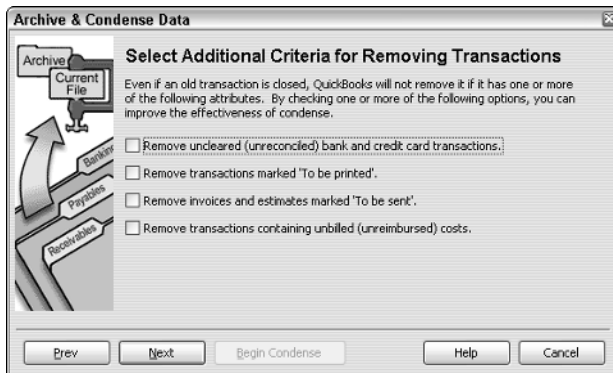 Archive & Condense Data
Select Additional Criteria for Removing Transactions
Even if an old transaction is closed, QuickBooks will not remove it if it has one or more
of the following attributes. By checking one or more of the following options, you can
improve the effectiveness of condense.
Archive
Current
File
Banking
Payables
Receivables
Remove uncleared (unreconciled) bank and credit card transactions.
Remove transactions marked 'To be printed'.
Remove invoices and estimates marked 'To be sent'.
Remove transactions containing unbilled (unreimbursed) costs.
Prev
Next
Begin Condense
Help
Cancel